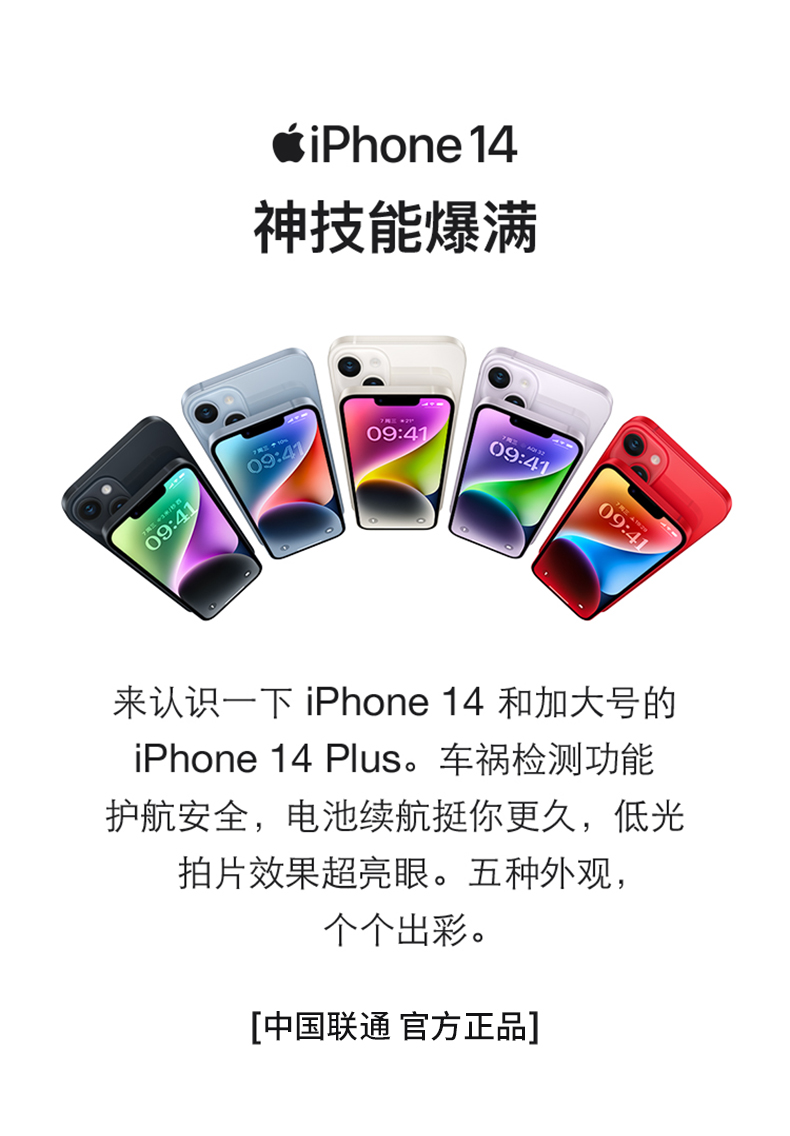 iPhone 14
神技能爆满
09:41
09:41
09:41
09:41
09:41
来认识一下 iPhone 14 和加大号的
iPhone 14 Plus。车祸检测功能
护航安全，电池续航挺你更久，低光
拍片效果超亮眼。五种外观，
个个出彩。
[中国联通 官方正品]